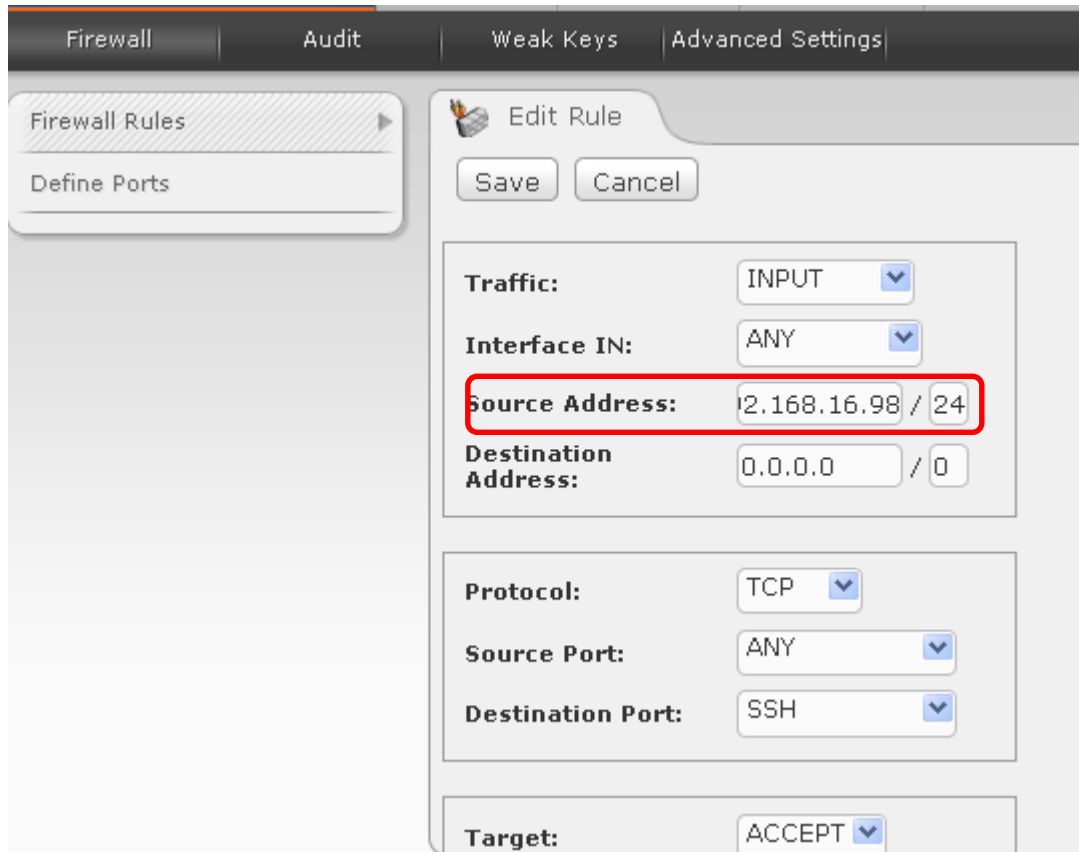 Firewall Audit Weak Keys Advanced Settings
Firewall Rules
Define Ports
Edit Rule
Save Cancel
Traffic: INPUT
Interface IN: ANY
Source Address: 2.168.16.98 / 24
Destination
Address: 0.0.0.0 / 0
Protocol: TCP
Source Port: ANY
Destination Port: SSH
Target: ACCEPT